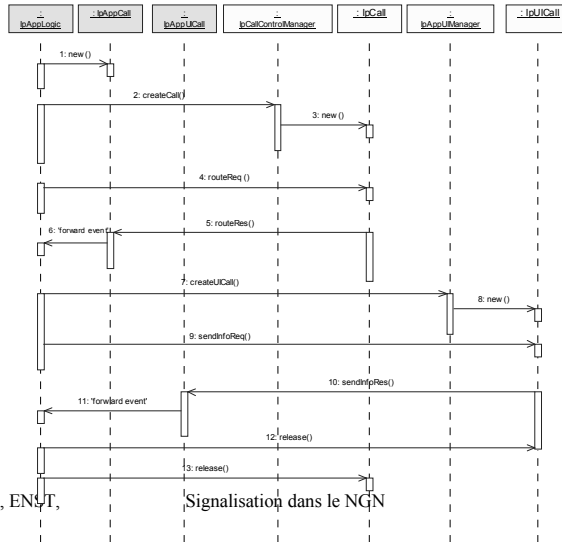 :
IpAppLogic
: IpAppCall
:
IpAppUICall
:
IpCallControlManager
: IpCall
:
IpAppUIManager
: IpUICall
1: new ()
2: createCall()
3: new ()
4: routeReq ()
5: routeRes()
6: 'forward event'
7: createUICall()
8: new ()
9: sendInfoReq()
10: sendInfoRes()
11: 'forward event'
12: release()
13: release()
, ENST,
Signalisation dans le NGN